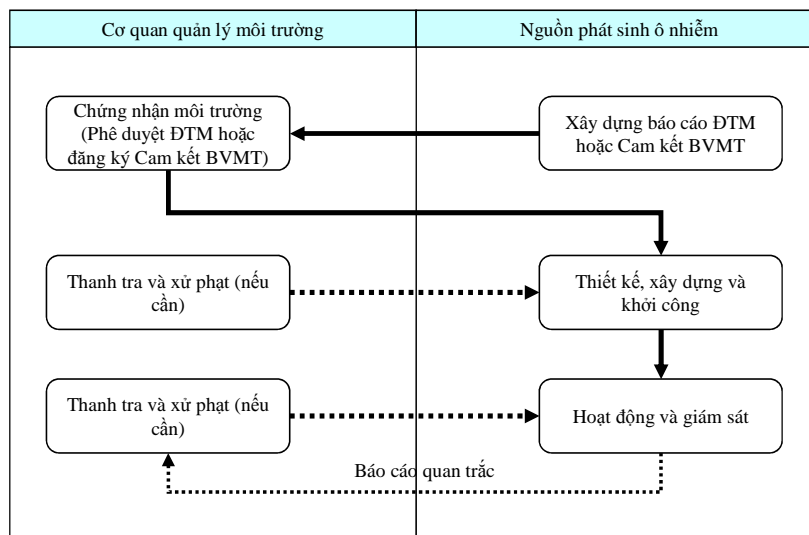 Cơ quan quản lý môi trường
Nguồn phát sinh ô nhiễm
Chứng nhận môi trường
(Phê duyệt ĐTM hoặc
đăng ký Cam kết BVMT)
Xây dựng báo cáo ĐTM
hoặc Cam kết BVMT
Thanh tra và xử phạt (nếu
cần)
Thiết kế, xây dựng và
khởi công
Thanh tra và xử phạt (nếu
cần)
Hoạt động và giám sát
Báo cáo quan trắc